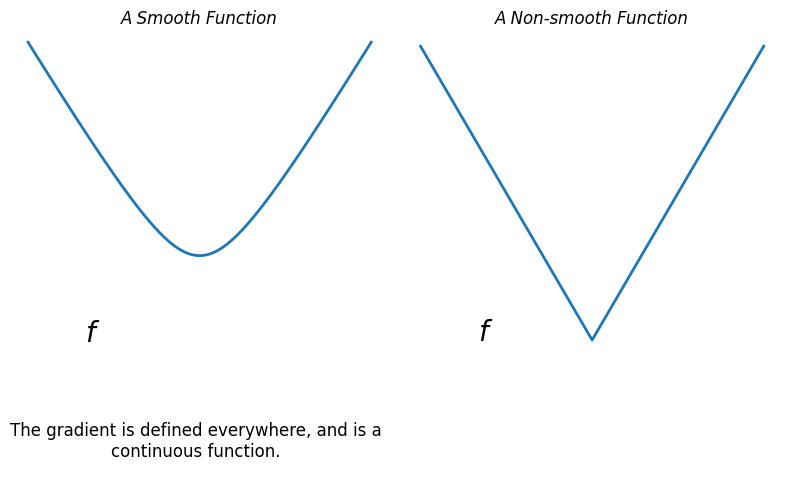 A Smooth Function
A Non-smooth Function
f
f
The gradient is defined everywhere, and is a
continuous function.